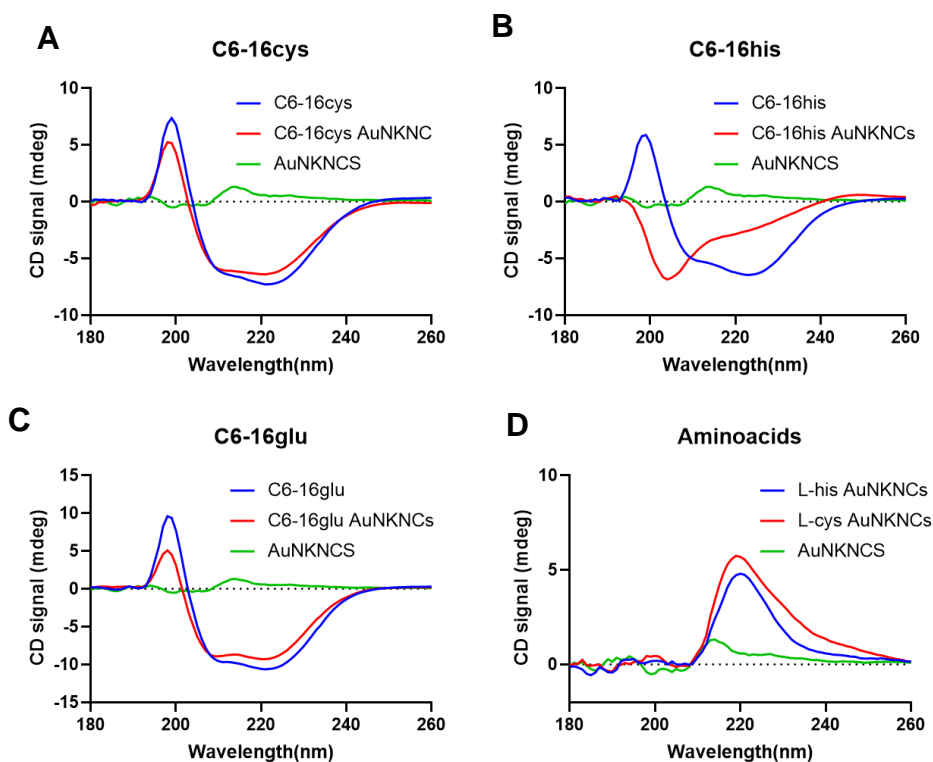 A
C6-16cys
10
5
0
-5
-10
CD signal (mdeg)
C6-16cys
C6-16cys AuNKNC
AuNKNCS
180 200 220 240 260
Wavelength(nm)
B
C6-16his
10
5
0
-5
-10
CD signal (mdeg)
C6-16his
C6-16his AuNKNCs
AuNKNCS
180 200 220 240 260
Wavelength(nm)
C
C6-16glu
15
10
5
0
-5
-10
-15
CD signal (mdeg)
C6-16glu
C6-16glu AuNKNCs
AuNKNCS
180 200 220 240 260
Wavelength(nm)
D
Aminoacids
10
5
0
CD signal (mdeg)
L-his AuNKNCs
L-cys AuNKNCs
AuNKNCS
180 200 220 240 260
Wavelength(nm)